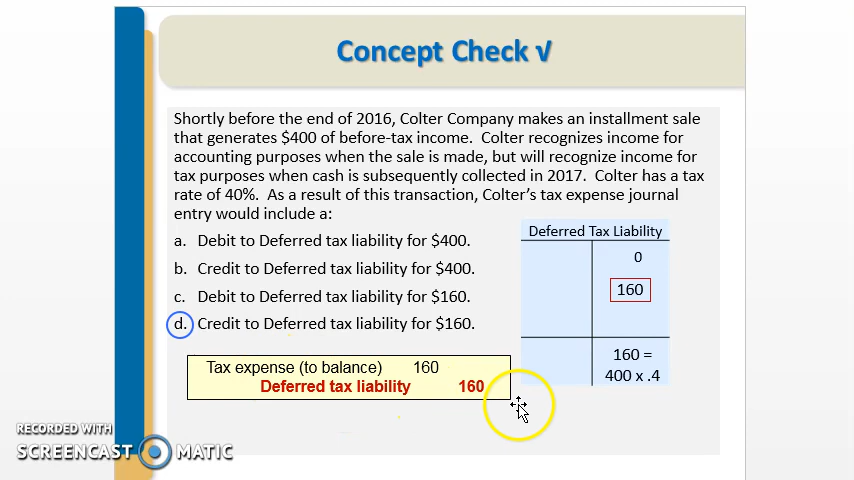 Concept Check √
Shortly before the end of 2016, Colter Company makes an installment sale
that generates $400 of before-tax income.  Colter recognizes income for
accounting purposes when the sale is made, but will recognize income for
tax purposes when cash is subsequently collected in 2017.  Colter has a tax
rate of 40%.  As a result of this transaction, Colter's tax expense journal
entry would include a:
a. Debit to Deferred tax liability for $400.
b. Credit to Deferred tax liability for $400.
c. Debit to Deferred tax liability for $160.
d. Credit to Deferred tax liability for $160.
Deferred Tax Liability
0
160
160 =
400 x .4
Tax expense (to balance) 160
Deferred tax liability 160
RECORDED WITH
SCREENCAST MATIC